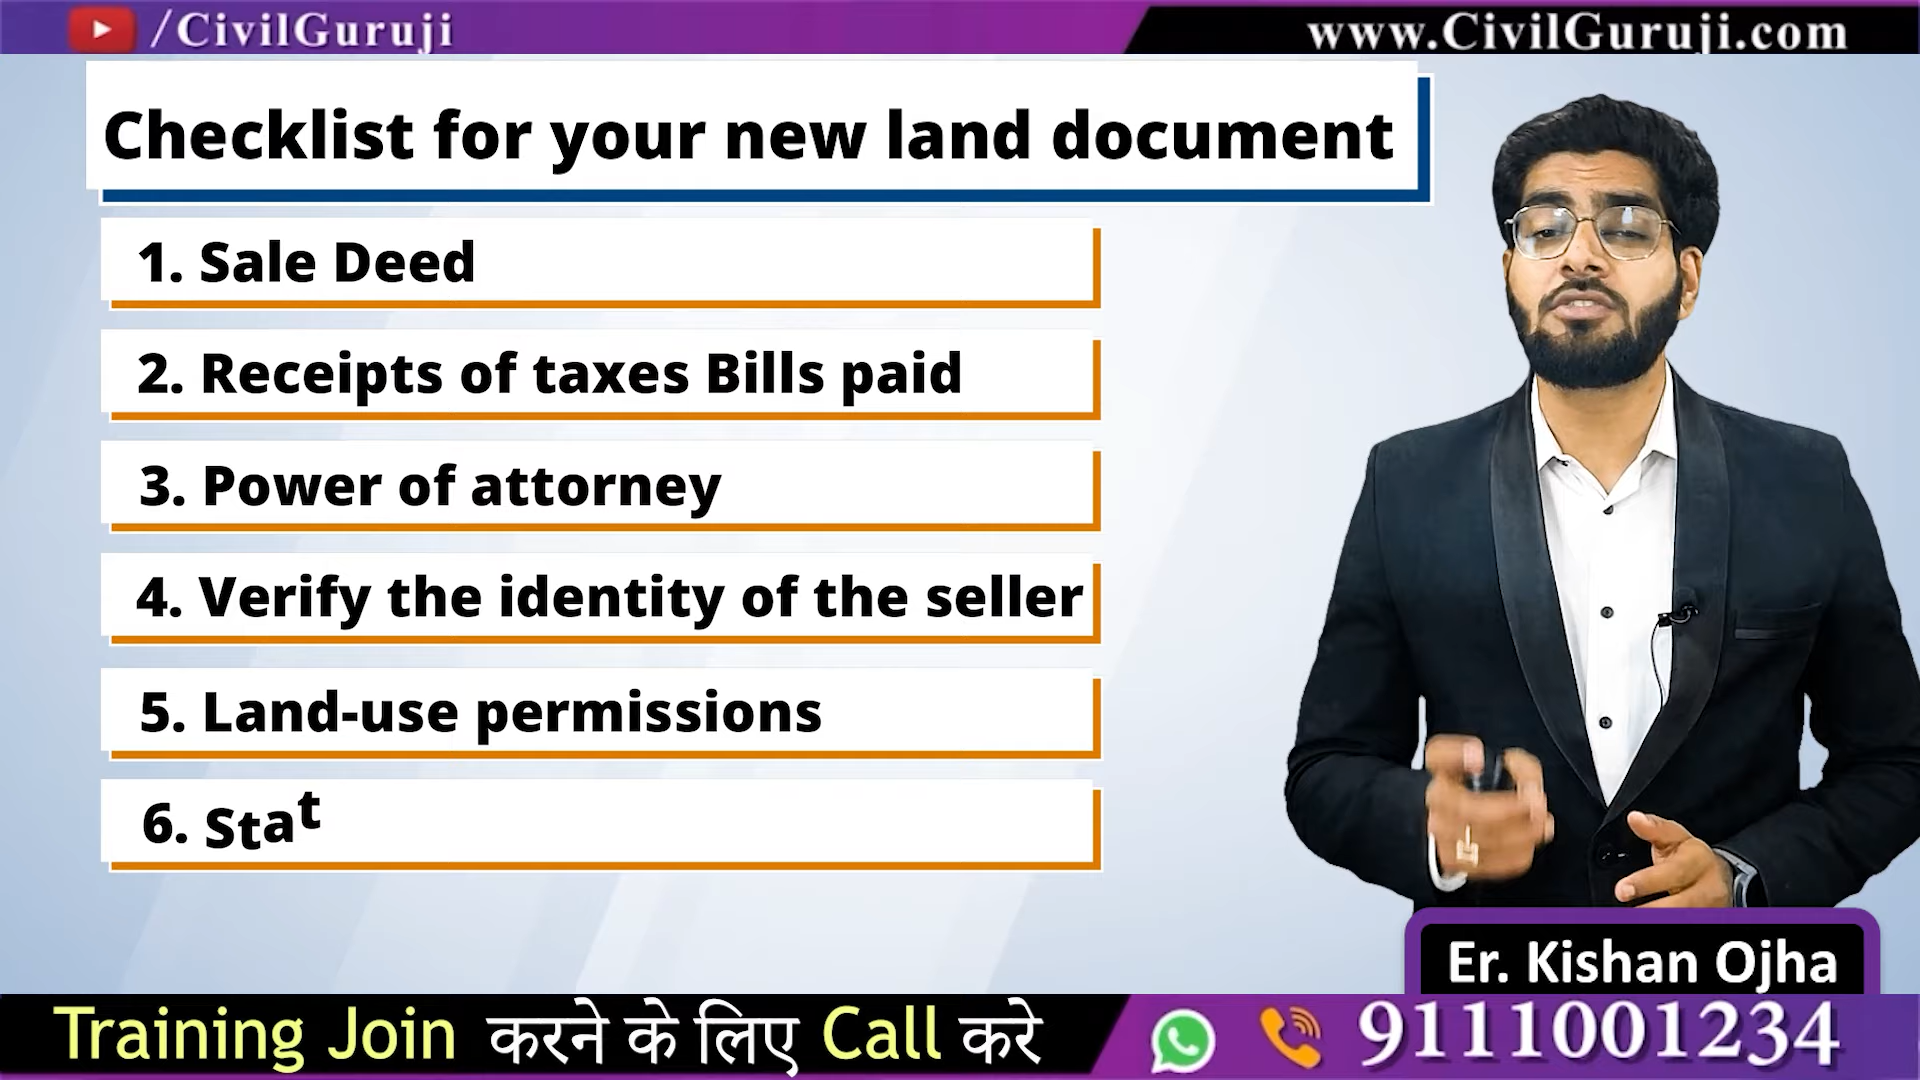 /CivilGuruji
www.CivilGuruji.com
Checklist for your new land document
1. Sale Deed
2. Receipts of taxes Bills paid
3. Power of attorney
4. Verify the identity of the seller
5. Land-use permissions
6. Stat
Er. Kishan Ojha
Training Join करने के लिए Call करे
9111001234